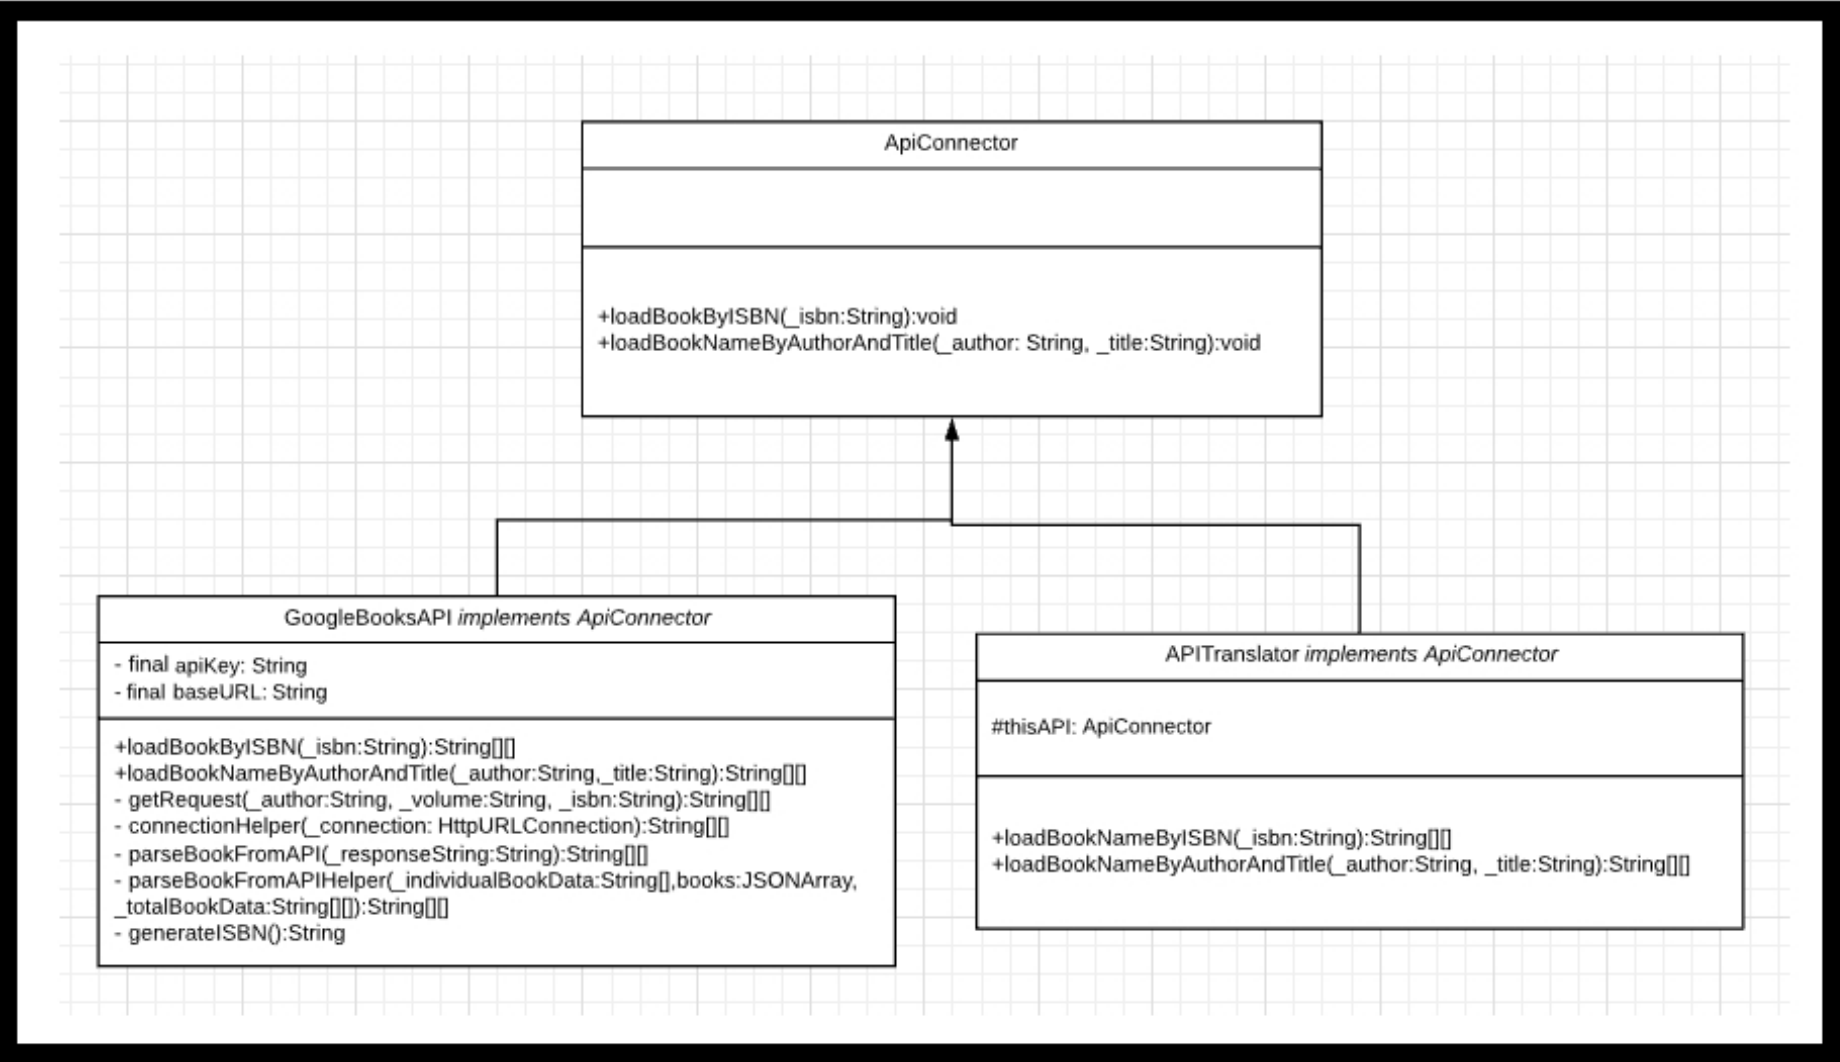 ApiConnector
+loadBookByISBN(_isbn:String):void
+loadBookNameByAuthorAndTitle(_author: String, _title:String):void
GoogleBooksAPI implements ApiConnector
- final apiKey: String
- final baseURL: String
+loadBookByISBN(_isbn:String):String[][]
+loadBookNameByAuthorAndTitle(_author:String,_title:String):String[][]
- getRequest(_author:String, _volume:String, _isbn:String):String[][]
- connectionHelper(_connection: HttpURLConnection):String[][]
- parseBookFromAPI(_responseString:String):String[][]
- parseBookFromAPIHelper(_individualBookData:String[],books:JSONArray,
_totalBookData:String[][]):String[][]
- generateISBN():String
APITranslator implements ApiConnector
#thisAPI: ApiConnector
+loadBookNameByISBN(_isbn:String):String[][]
+loadBookNameByAuthorAndTitle(_author:String, _title:String):String[][]